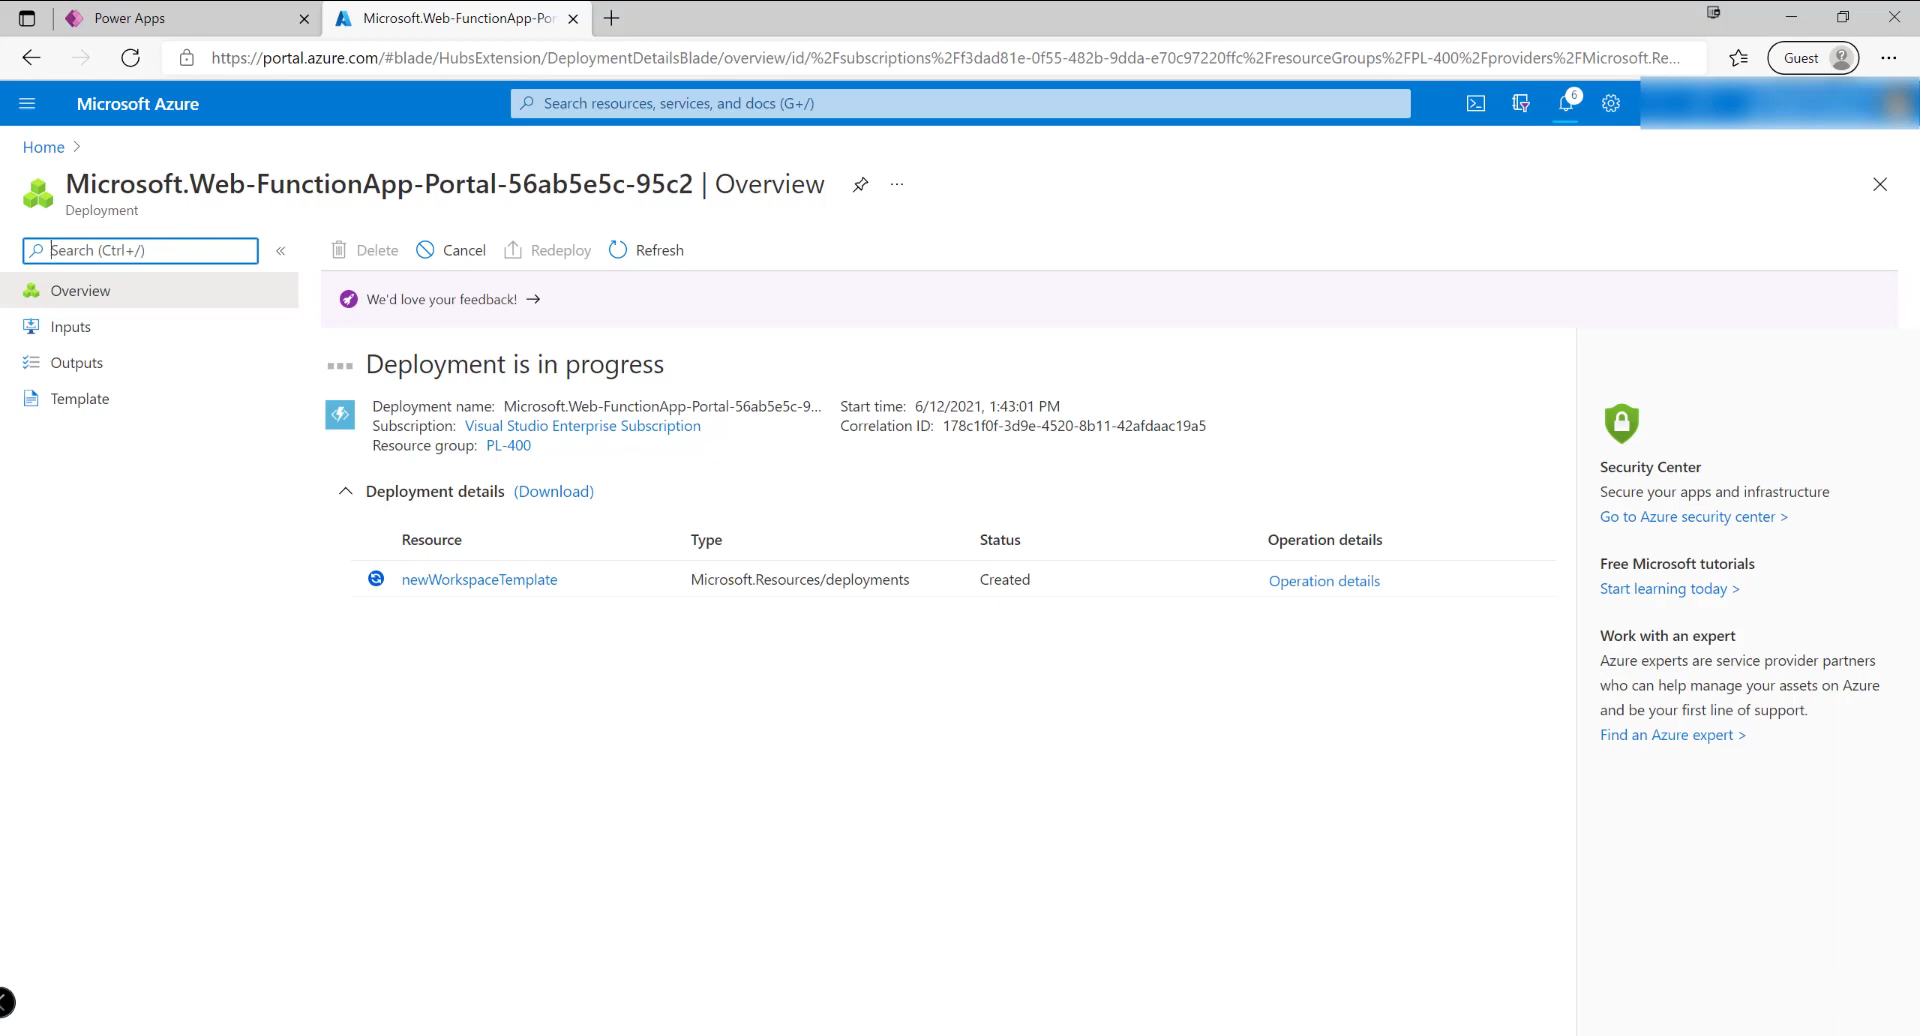 Power Apps
Microsoft.Web-FunctionApp-Por
https://portal.azure.com/#blade/HubsExtension/DeploymentDetailsBlade/overview/id/%2Fsubscriptions%2Ff3dad81e-0f55-482b-9dda-e70c97220ffc%2FresourceGroups%2FPL-400%2Fproviders%2FMicrosoft.Re...
Guest
Microsoft Azure
Search resources, services, and docs (G+/)
6
Home
Microsoft.Web-FunctionApp-Portal-56ab5e5c-95c2 | Overview
Deployment
Search (Ctrl+/)
Delete
Cancel
Redeploy
Refresh
Overview
Inputs
Outputs
Template
We'd love your feedback! →
Deployment is in progress
Deployment name: Microsoft.Web-FunctionApp-Portal-56ab5e5c-9...
Subscription: Visual Studio Enterprise Subscription
Resource group: PL-400
Start time: 6/12/2021, 1:43:01 PM
Correlation ID: 178c1f0f-3d9e-4520-8b11-42afdaac19a5
Deployment details (Download)
Resource Type Status Operation details
newWorkspaceTemplate Microsoft.Resources/deployments Created Operation details
Security Center
Secure your apps and infrastructure
Go to Azure security center >
Free Microsoft tutorials
Start learning today >
Work with an expert
Azure experts are service provider partners
who can help manage your assets on Azure
and be your first line of support.
Find an Azure expert >